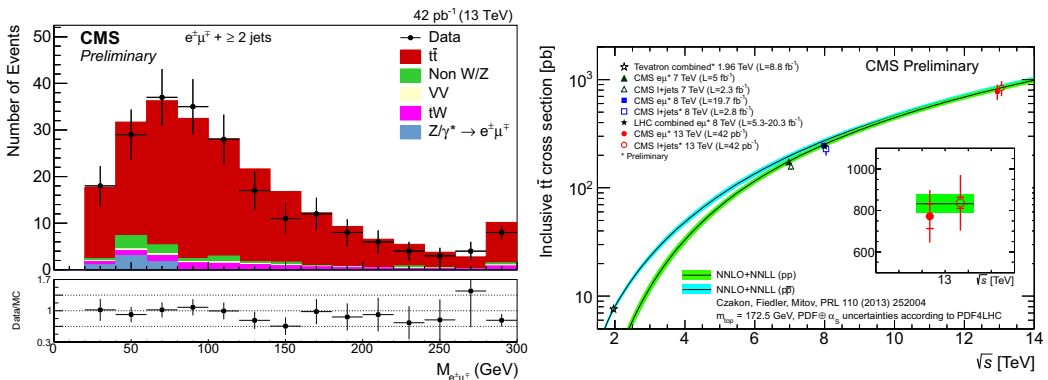 42 pb⁻¹ (13 TeV)
CMS
Preliminary
e±μ∓ + ≥ 2 jets
Data
tt̄
Non W/Z
VV
tW
Z/γ* → e±μ∓
Number of Events
50
40
30
20
10
0
Data/MC
1.7
1
0.3
0 50 100 150 200 250 300
M e±μ∓ (GeV)
CMS Preliminary
Tevatron combined* 1.96 TeV (L=8.8 fb⁻¹)
CMS eμ* 7 TeV (L=5 fb⁻¹)
CMS l+jets 7 TeV (L=2.3 fb⁻¹)
CMS eμ* 8 TeV (L=19.7 fb⁻¹)
CMS l+jets* 8 TeV (L=2.8 fb⁻¹)
LHC combined eμ* 8 TeV (L=5.3-20.3 fb⁻¹)
CMS eμ* 13 TeV (L=42 pb⁻¹)
CMS l+jets* 13 TeV (L=42 pb⁻¹)
* Preliminary
Inclusive tt̄ cross section [pb]
10³
10²
10
1000
800
600
13 √s [TeV]
NNLO+NNLL (pp)
NNLO+NNLL (pp̄)
Czakon, Fiedler, Mitov, PRL 110 (2013) 252004
m top = 172.5 GeV, PDF⊕ α S uncertainties according to PDF4LHC
2 4 6 8 10 12 14
√s [TeV]